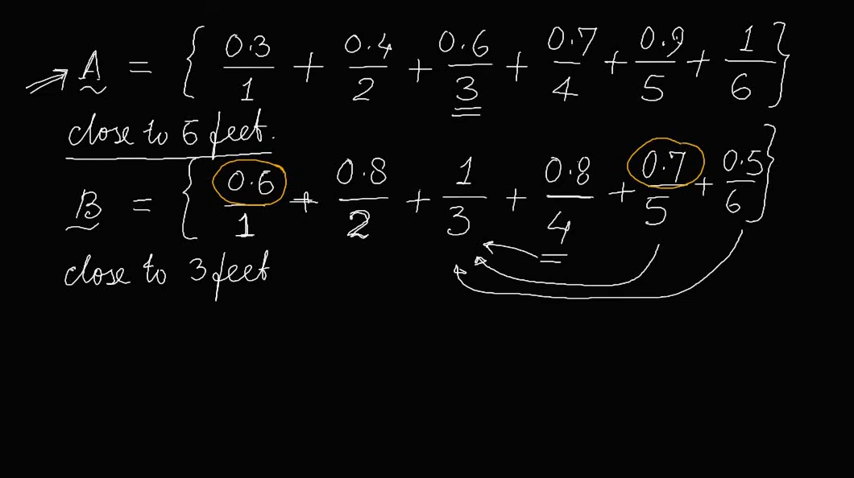 A = { 0.3/1 + 0.4/2 + 0.6/3 + 0.7/4 + 0.9/5 + 1/6 }
close to 6 feet.
B = { 0.6/1 + 0.8/2 + 1/3 + 0.8/4 + 0.7/5 + 0.5/6 }
close to 3 feet